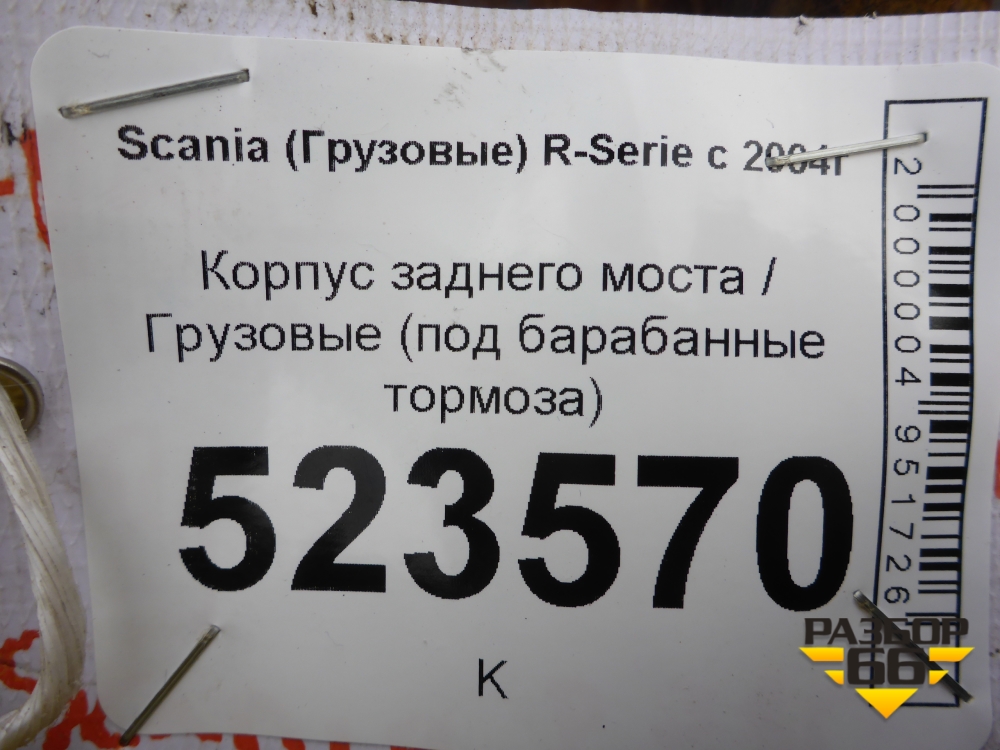 Scania (Грузовые) R-Serie с 2004г
Корпус заднего моста /
Грузовые (под барабанные
тормоза)
523570
К
2000004951726
РАЗБОР
66